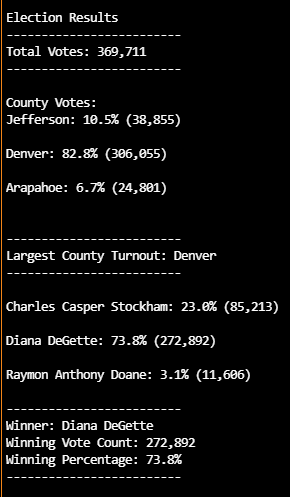 Election Results
-------------------------
Total Votes: 369,711
-------------------------
County Votes:
Jefferson: 10.5% (38,855)
Denver: 82.8% (306,055)
Arapahoe: 6.7% (24,801)
-------------------------
Largest County Turnout: Denver
-------------------------
Charles Casper Stockham: 23.0% (85,213)
Diana DeGette: 73.8% (272,892)
Raymon Anthony Doane: 3.1% (11,606)
-------------------------
Winner: Diana DeGette
Winning Vote Count: 272,892
Winning Percentage: 73.8%
-------------------------